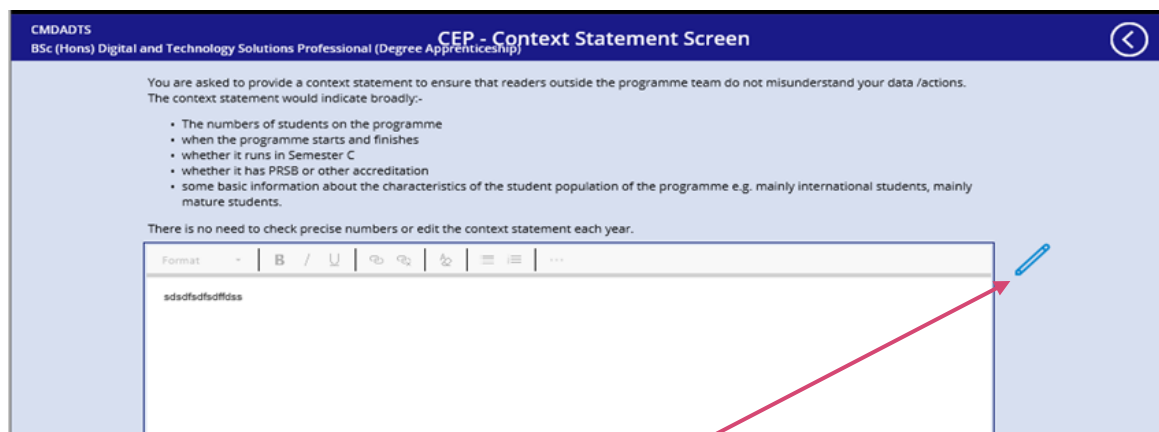 CMDADTS
CEP - Context Statement Screen
BSc (Hons) Digital and Technology Solutions Professional (Degree Apprenticeship)
You are asked to provide a context statement to ensure that readers outside the programme team do not misunderstand your data /actions.
The context statement would indicate broadly:-
• The numbers of students on the programme
• when the programme starts and finishes
• whether it runs in Semester C
• whether it has PRSB or other accreditation
• some basic information about the characteristics of the student population of the programme e.g. mainly international students, mainly
mature students.
There is no need to check precise numbers or edit the context statement each year.
Format B I U ...
sdsdfsdfsdffdss